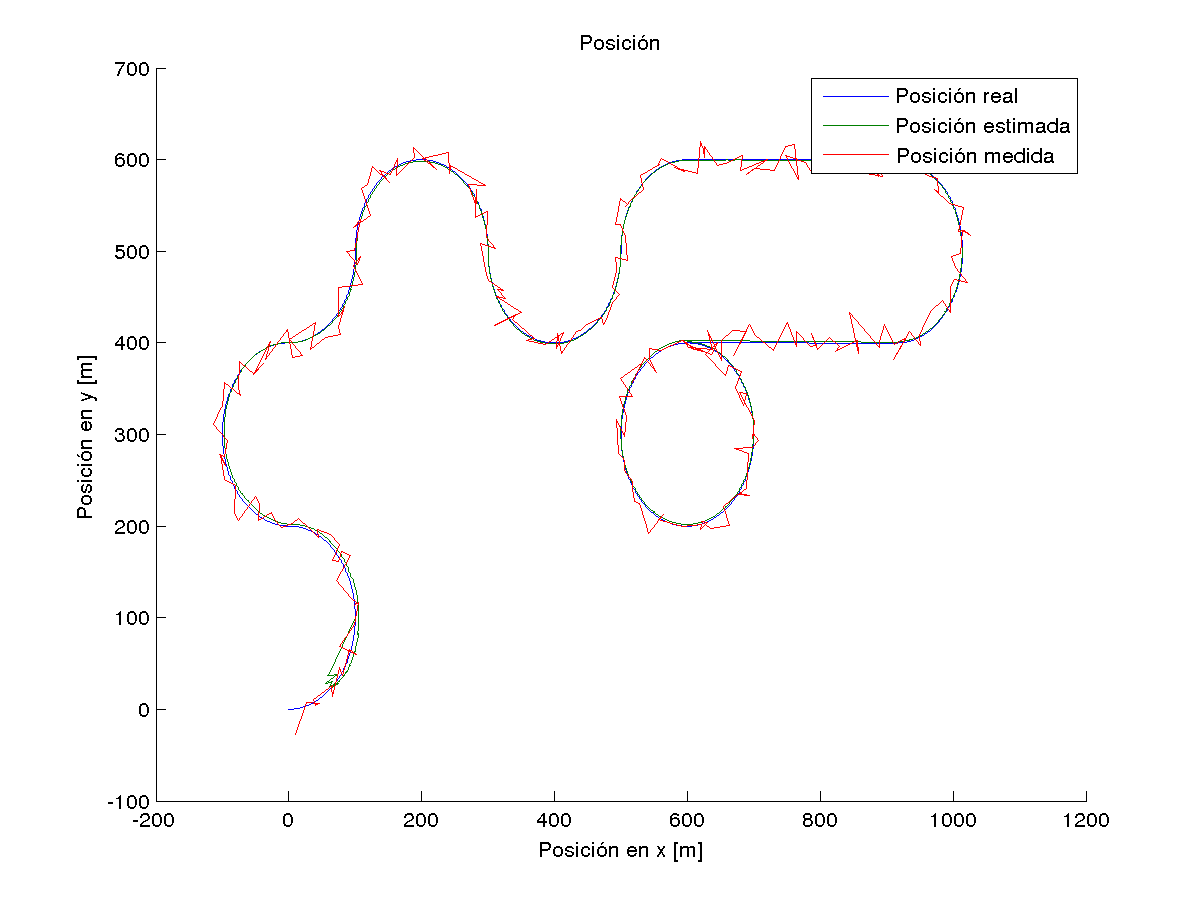 Posición
700
600
500
400
300
200
100
0
-100
Posición en y [m]
Posición real
Posición estimada
Posición medida
-200 0 200 400 600 800 1000 1200
Posición en x [m]